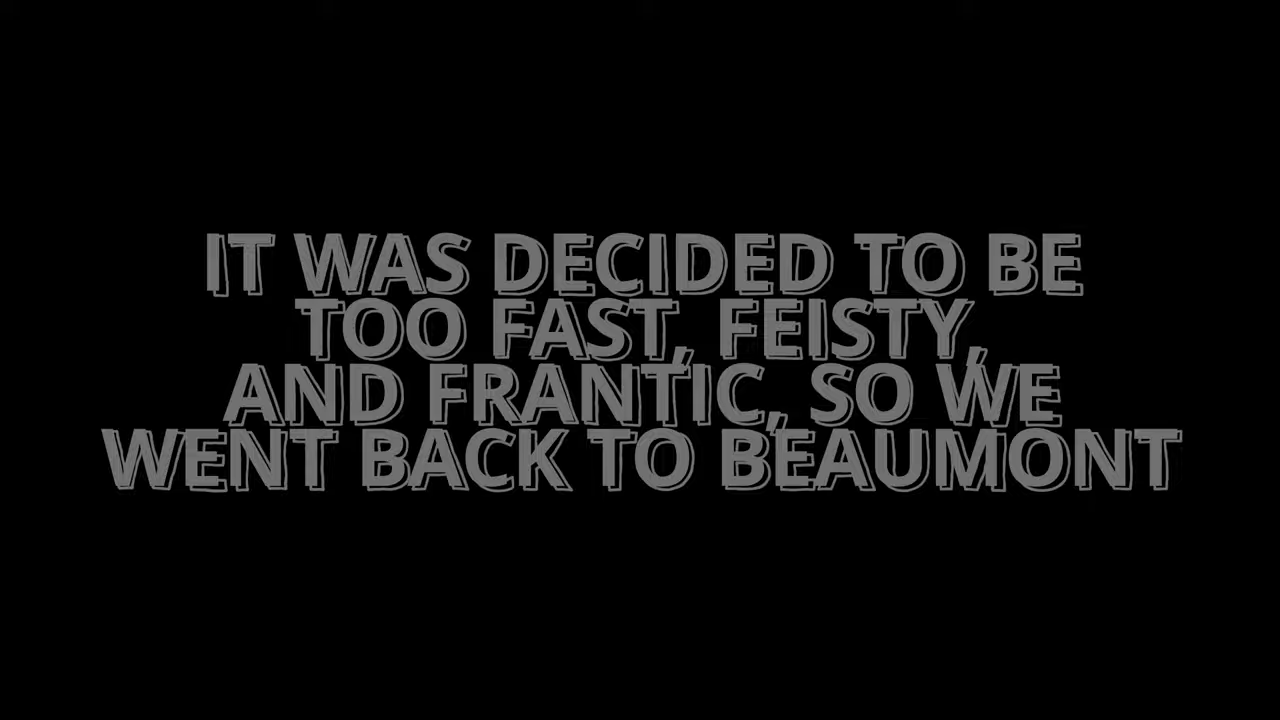 IT WAS DECIDED TO BE
TOO FAST, FEISTY,
AND FRANTIC, SO WE
WENT BACK TO BEAUMONT